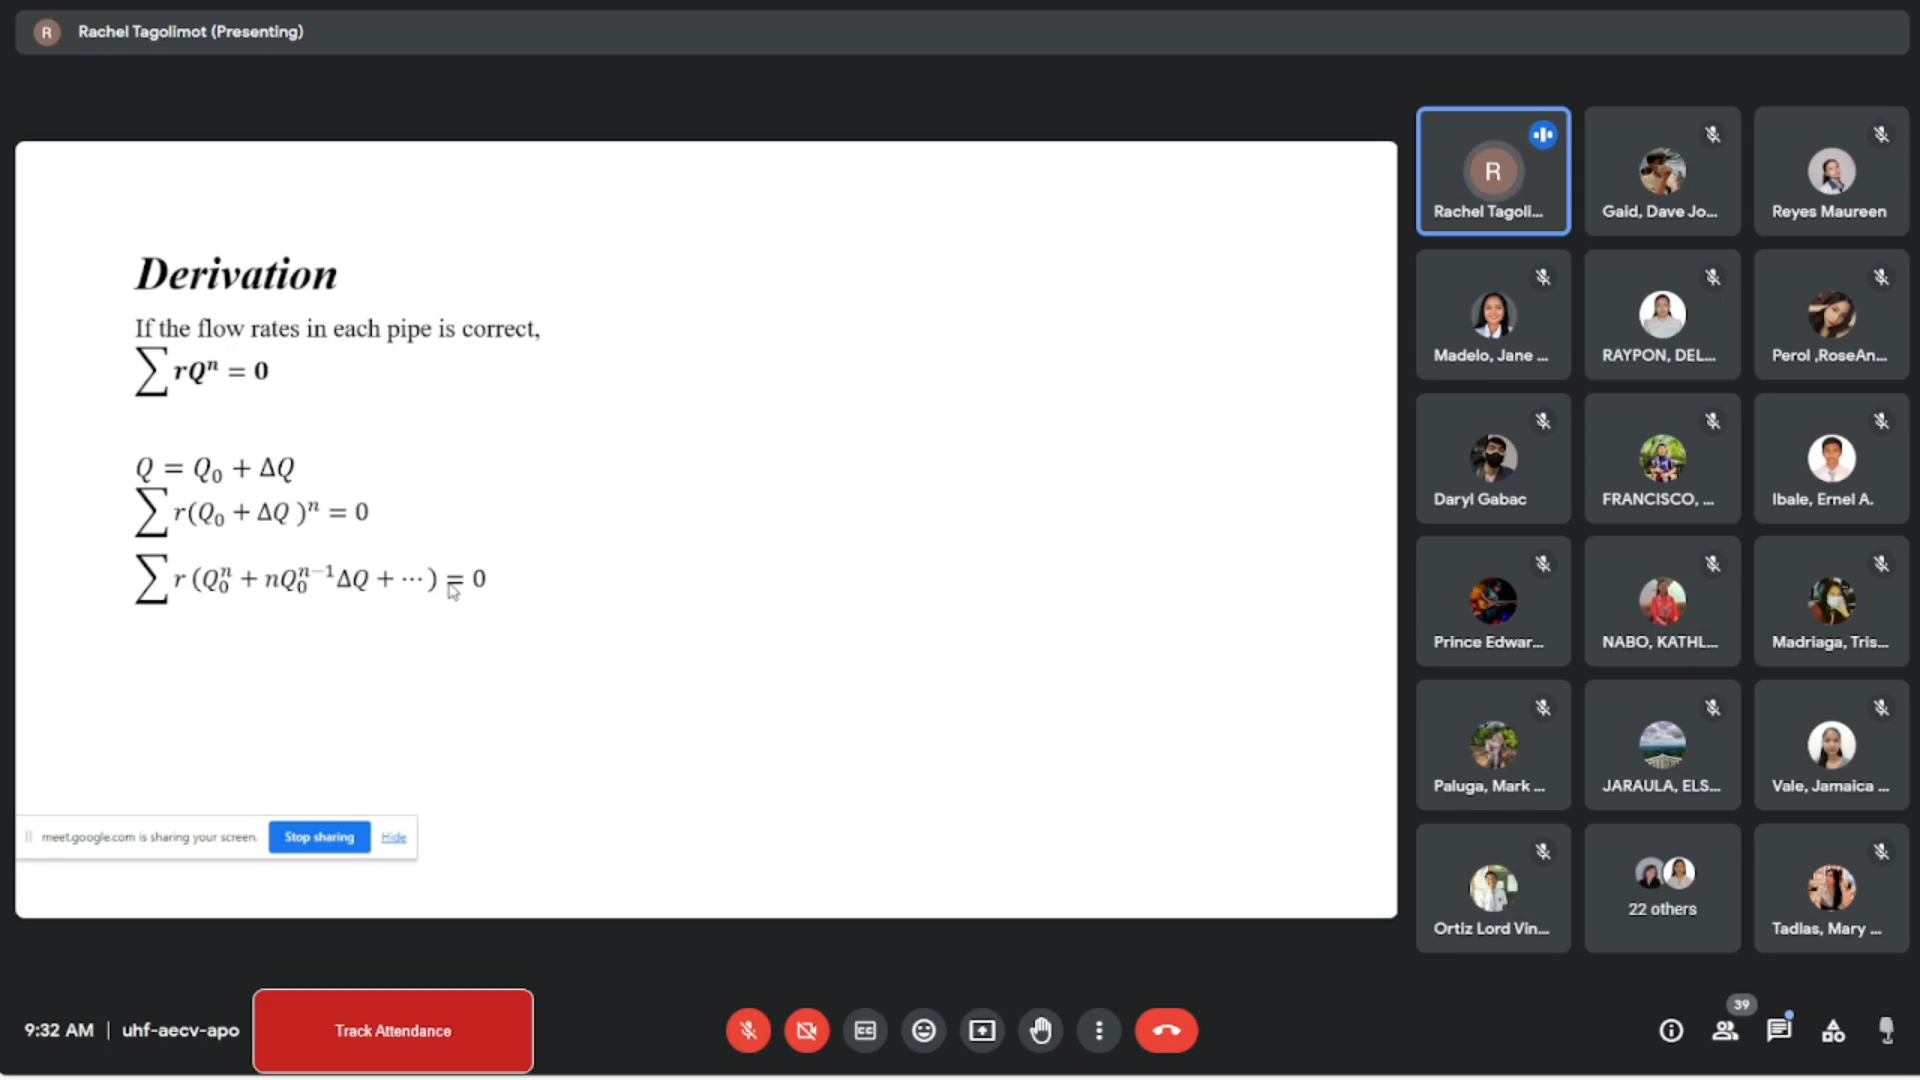 R Rachel Tagolimot (Presenting)
Derivation
If the flow rates in each pipe is correct,
∑ rQⁿ = 0
Q = Q₀ + ΔQ
∑ r(Q₀ + ΔQ )ⁿ = 0
∑ r (Q₀ⁿ + nQ₀ⁿ⁻¹ΔQ + ⋯) = 0
meet.google.com is sharing your screen. Stop sharing Hide
R
Rachel Tagoli...
Gaid, Dave Jo...
Reyes Maureen
Madelo, Jane ...
RAYPON, DEL...
Perol ,RoseAn...
Daryl Gabac
FRANCISCO, ...
Ibale, Ernel A.
Prince Edwar...
NABO, KATHL...
Madriaga, Tris...
Paluga, Mark ...
JARAULA, ELS...
Vale, Jamaica ...
Ortiz Lord Vin...
22 others
Tadlas, Mary ...
9:32 AM | uhf-aecv-apo
Track Attendance
CC
39